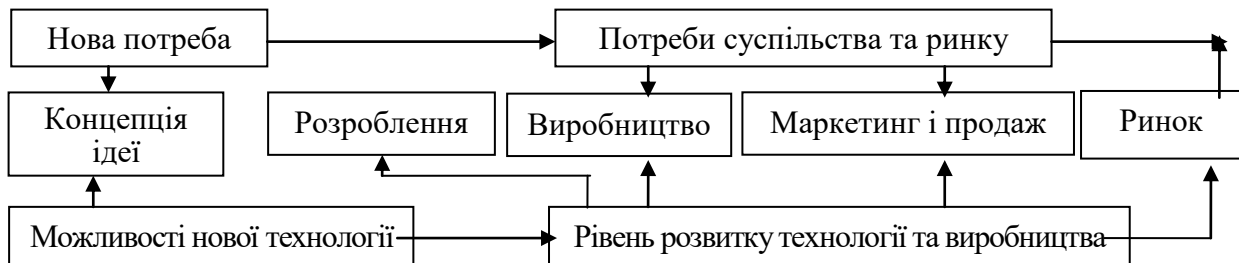 Нова потреба
Потреби суспільства та ринку
Концепція
ідеї
Розроблення
Виробництво
Маркетинг і продаж
Ринок
Можливості нової технології
Рівень розвитку технології та виробництва